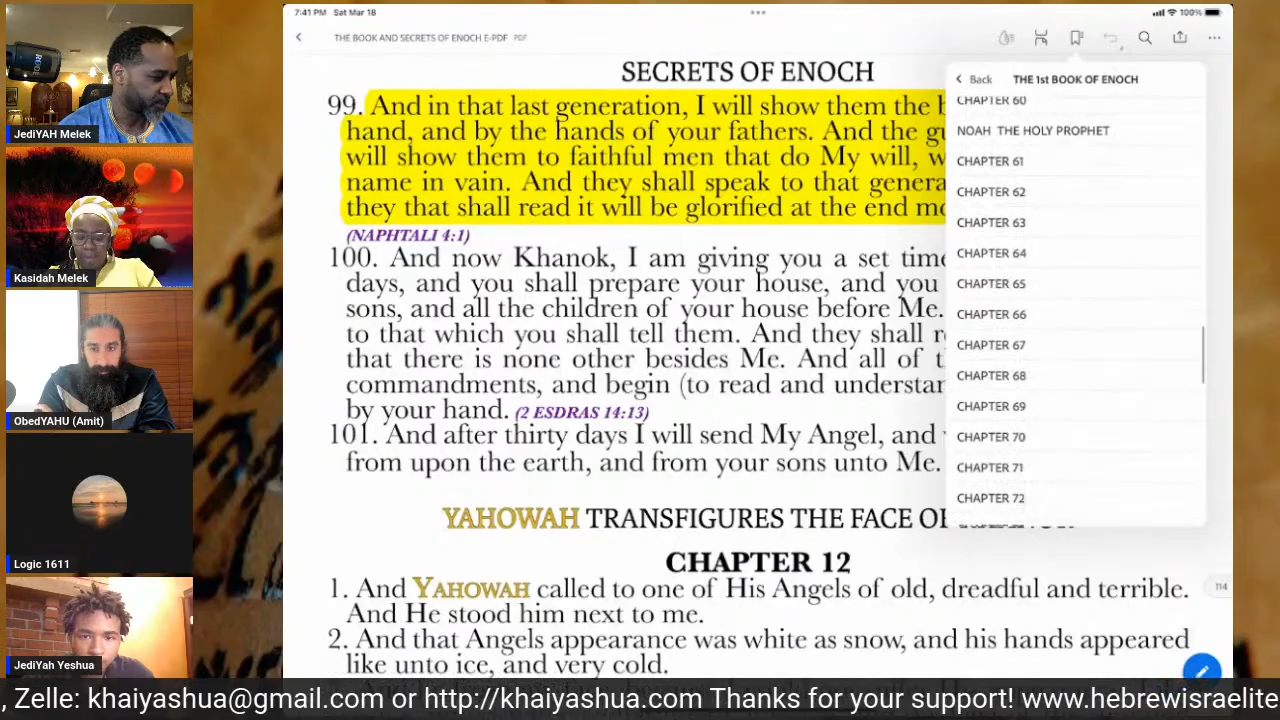 JediYAH Melek
Kasidah Melek
ObedYAHU (Amit)
Logic 1611
JediYah Yeshua
7:41 PM Sat Mar 18
100%
THE BOOK AND SECRETS OF ENOCH E-PDF PDF
SECRETS OF ENOCH
99. And in that last generation, I will show them the b
hand, and by the hands of your fathers. And the gu
will show them to faithful men that do My will, w
name in vain. And they shall speak to that genera
they that shall read it will be glorified at the end mo
(NAPHTALI 4:1)
100. And now Khanok, I am giving you a set time
days, and you shall prepare your house, and you
sons, and all the children of your house before Me.
to that which you shall tell them. And they shall r
that there is none other besides Me. And all of t
commandments, and begin (to read and understan
by your hand. (2 ESDRAS 14:13)
101. And after thirty days I will send My Angel, and
from upon the earth, and from your sons unto Me.
YAHOWAH TRANSFIGURES THE FACE OF
CHAPTER 12
1. And YAHOWAH called to one of His Angels of old, dreadful and terrible.
And He stood him next to me.
2. And that Angels appearance was white as snow, and his hands appeared
like unto ice, and very cold.
Back THE 1st BOOK OF ENOCH
CHAPTER 60
NOAH THE HOLY PROPHET
CHAPTER 61
CHAPTER 62
CHAPTER 63
CHAPTER 64
CHAPTER 65
CHAPTER 66
CHAPTER 67
CHAPTER 68
CHAPTER 69
CHAPTER 70
CHAPTER 71
CHAPTER 72
114
, Zelle: khaiyashua@gmail.com or http://khaiyashua.com Thanks for your support! www.hebrewisraelite